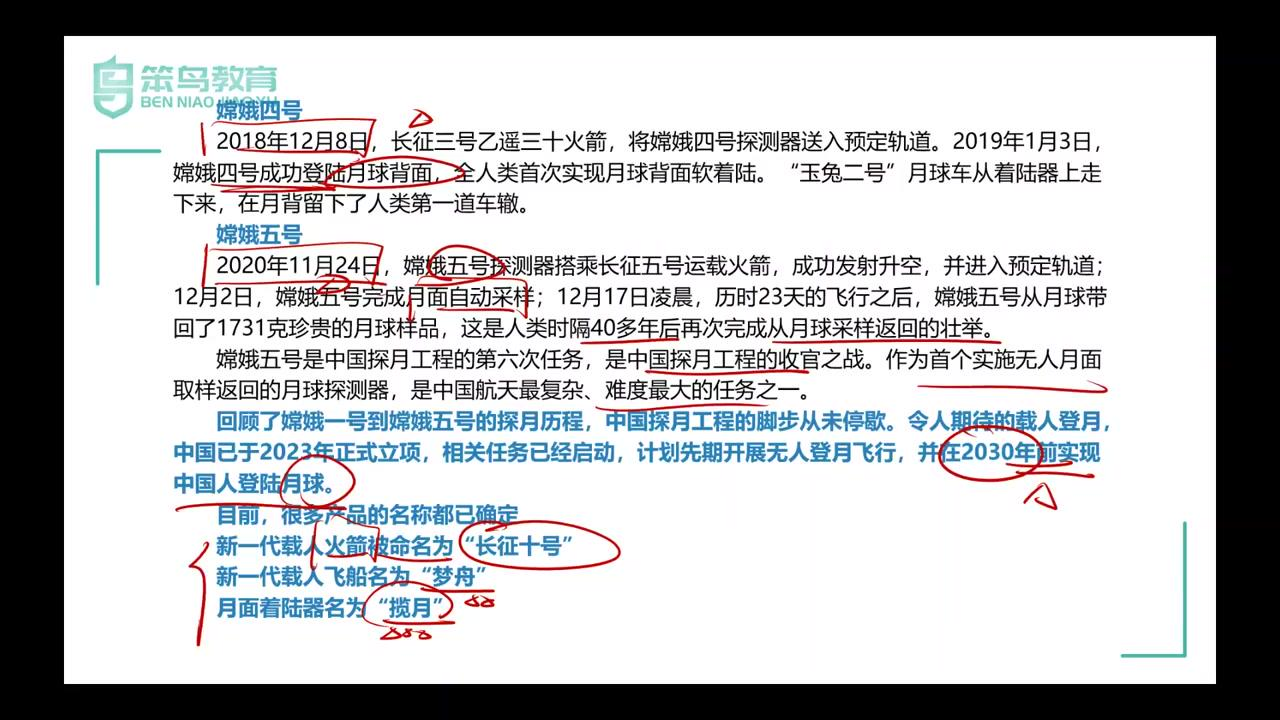 笨鸟教育
BEN NIAO JIAO YU
嫦娥四号
2018年12月8日，长征三号乙遥三十火箭，将嫦娥四号探测器送入预定轨道。2019年1月3日，
嫦娥四号成功登陆月球背面，全人类首次实现月球背面软着陆。“玉兔二号”月球车从着陆器上走
下来，在月背留下了人类第一道车辙。
嫦娥五号
2020年11月24日，嫦娥五号探测器搭乘长征五号运载火箭，成功发射升空，并进入预定轨道；
12月2日，嫦娥五号完成月面自动采样；12月17日凌晨，历时23天的飞行之后，嫦娥五号从月球带
回了1731克珍贵的月球样品，这是人类时隔40多年后再次完成从月球采样返回的壮举。
嫦娥五号是中国探月工程的第六次任务，是中国探月工程的收官之战。作为首个实施无人月面
取样返回的月球探测器，是中国航天最复杂、难度最大的任务之一。
回顾了嫦娥一号到嫦娥五号的探月历程，中国探月工程的脚步从未停歇。令人期待的载人登月，
中国已于2023年正式立项，相关任务已经启动，计划先期开展无人登月飞行，并在2030年前实现
中国人登陆月球。
目前，很多产品的名称都已确定
新一代载人火箭被命名为“长征十号”
新一代载人飞船名为“梦舟”
月面着陆器名为“揽月”